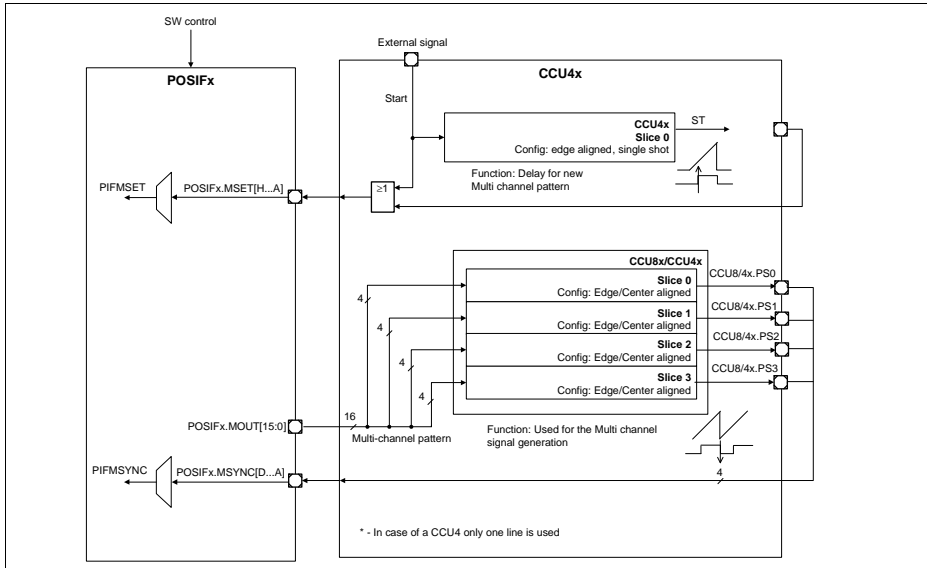 SW control
POSIFx
External signal
CCU4x
Start
CCU4x
Slice 0
Config: edge aligned, single shot
ST
Function: Delay for new
Multi channel pattern
≥1
PIFMSET
POSIFx.MSET[H...A]
CCU8x/CCU4x
Slice 0
Config: Edge/Center aligned
Slice 1
Config: Edge/Center aligned
Slice 2
Config: Edge/Center aligned
Slice 3
Config: Edge/Center aligned
CCU8/4x.PS0
CCU8/4x.PS1
CCU8/4x.PS2
CCU8/4x.PS3
4
4
4
4
16
POSIFx.MOUT[15:0]
Multi-channel pattern
Function: Used for the Multi channel
signal generation
4
PIFMSYNC
POSIFx.MSYNC[D...A]
* - In case of a CCU4 only one line is used